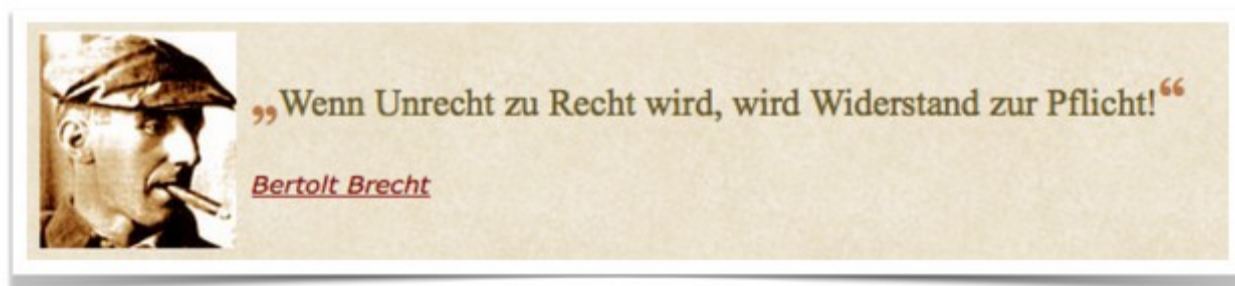 „Wenn Unrecht zu Recht wird, wird Widerstand zur Pflicht!“
Bertolt Brecht